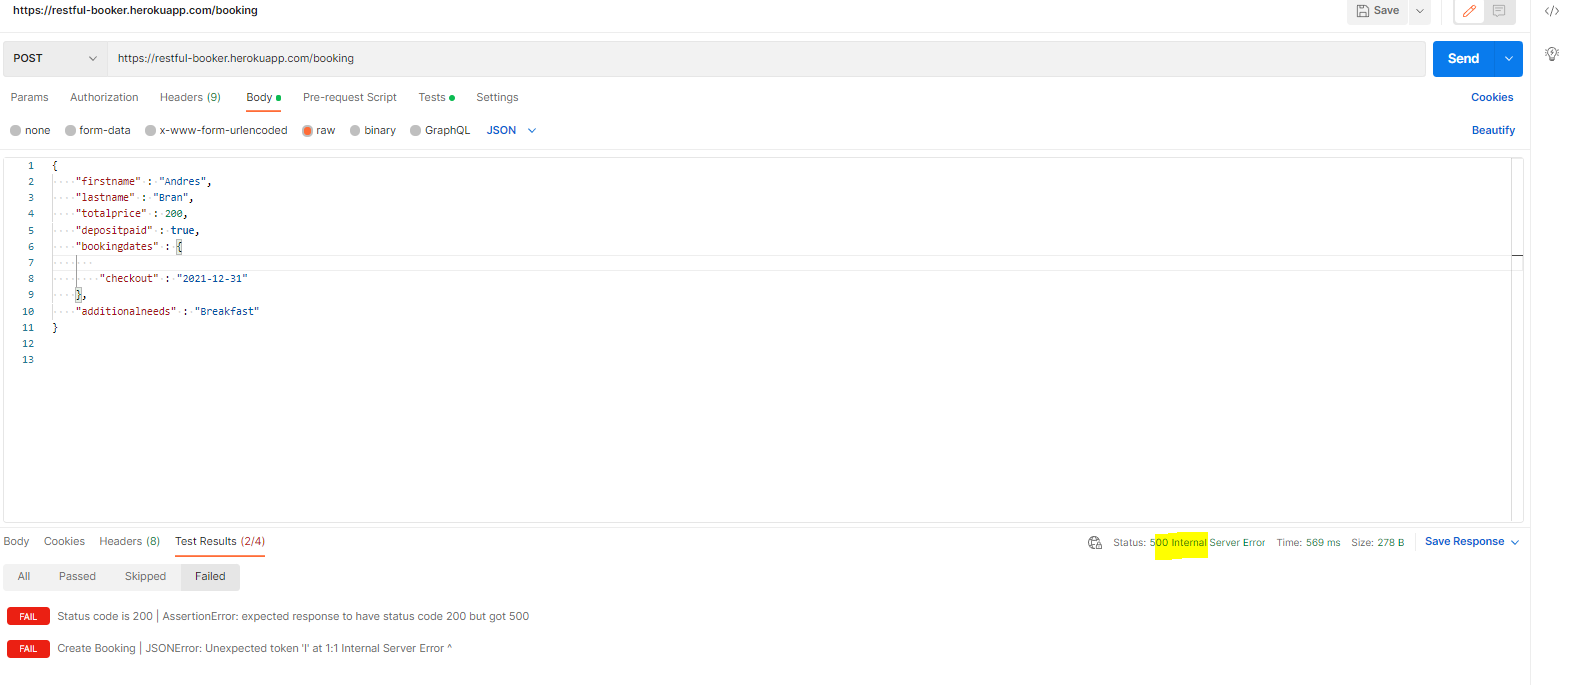 https://restful-booker.herokuapp.com/booking
Save
POST
https://restful-booker.herokuapp.com/booking
Send
Params Authorization Headers (9) Body Pre-request Script Tests Settings
Cookies
none form-data x-www-form-urlencoded raw binary GraphQL JSON
Beautify
1 {
2 "firstname" : "Andres",
3 "lastname" : "Bran",
4 "totalprice" : 200,
5 "depositpaid" : true,
6 "bookingdates" : {
7
8 "checkout" : "2021-12-31"
9 },
10 "additionalneeds" : "Breakfast"
11 }
12
13
Body Cookies Headers (8) Test Results (2/4)
Status: 500 Internal Server Error Time: 569 ms Size: 278 B Save Response
All Passed Skipped Failed
FAIL Status code is 200 | AssertionError: expected response to have status code 200 but got 500
FAIL Create Booking | JSONError: Unexpected token 'I' at 1:1 Internal Server Error ^